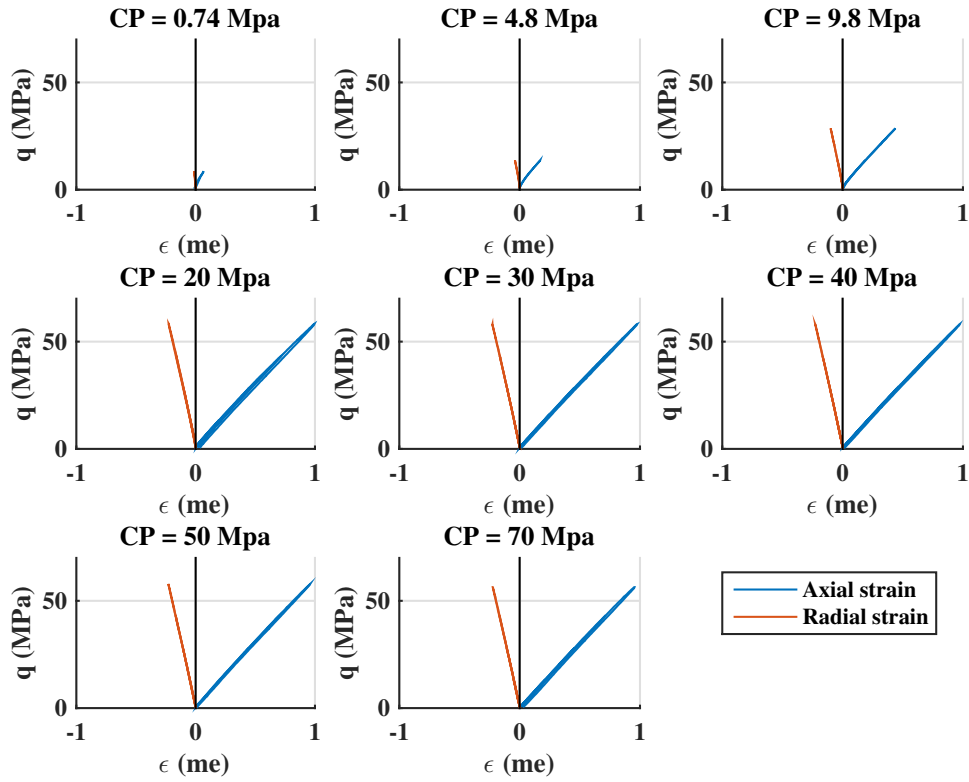 CP = 0.74 Mpa
q (MPa)
50
0
-1 0 1
ϵ (me)
CP = 4.8 Mpa
q (MPa)
50
0
-1 0 1
ϵ (me)
CP = 9.8 Mpa
q (MPa)
50
0
-1 0 1
ϵ (me)
CP = 20 Mpa
q (MPa)
50
0
-1 0 1
ϵ (me)
CP = 30 Mpa
q (MPa)
50
0
-1 0 1
ϵ (me)
CP = 40 Mpa
q (MPa)
50
0
-1 0 1
ϵ (me)
CP = 50 Mpa
q (MPa)
50
0
-1 0 1
ϵ (me)
CP = 70 Mpa
q (MPa)
50
0
-1 0 1
ϵ (me)
Axial strain
Radial strain